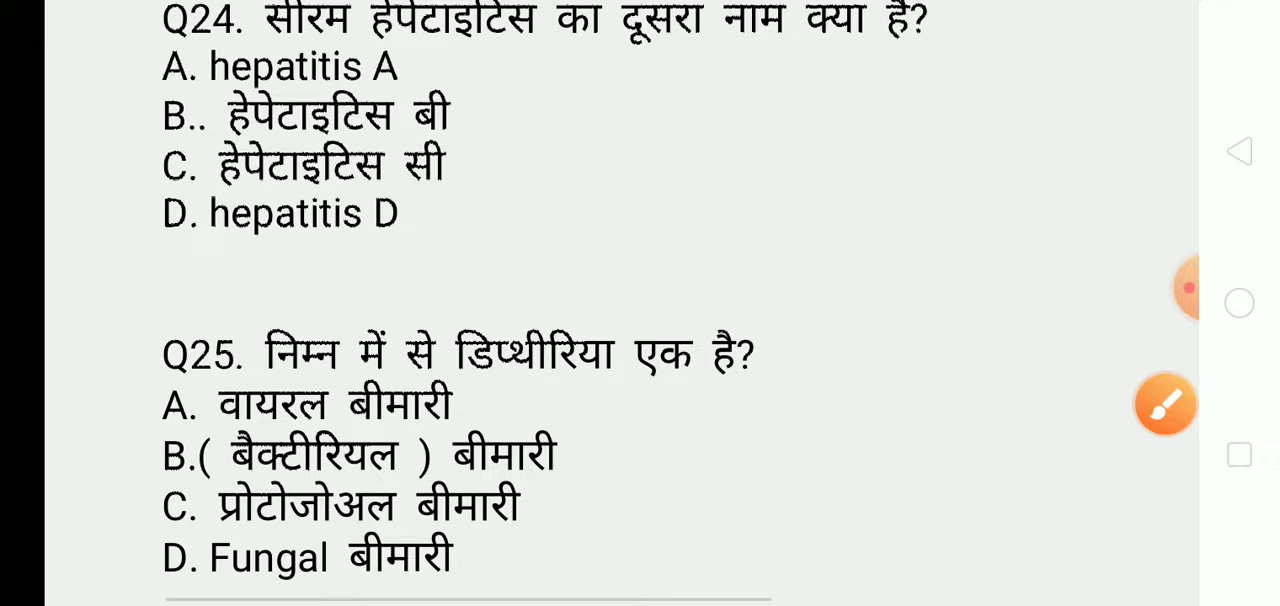 Q24. सीरम हेपेटाइटिस का दूसरा नाम क्या है?
A. hepatitis A
B.. हेपेटाइटिस बी
C. हेपेटाइटिस सी
D. hepatitis D
Q25. निम्न में से डिप्थीरिया एक है?
A. वायरल बीमारी
B.( बैक्टीरियल ) बीमारी
C. प्रोटोजोअल बीमारी
D. Fungal बीमारी